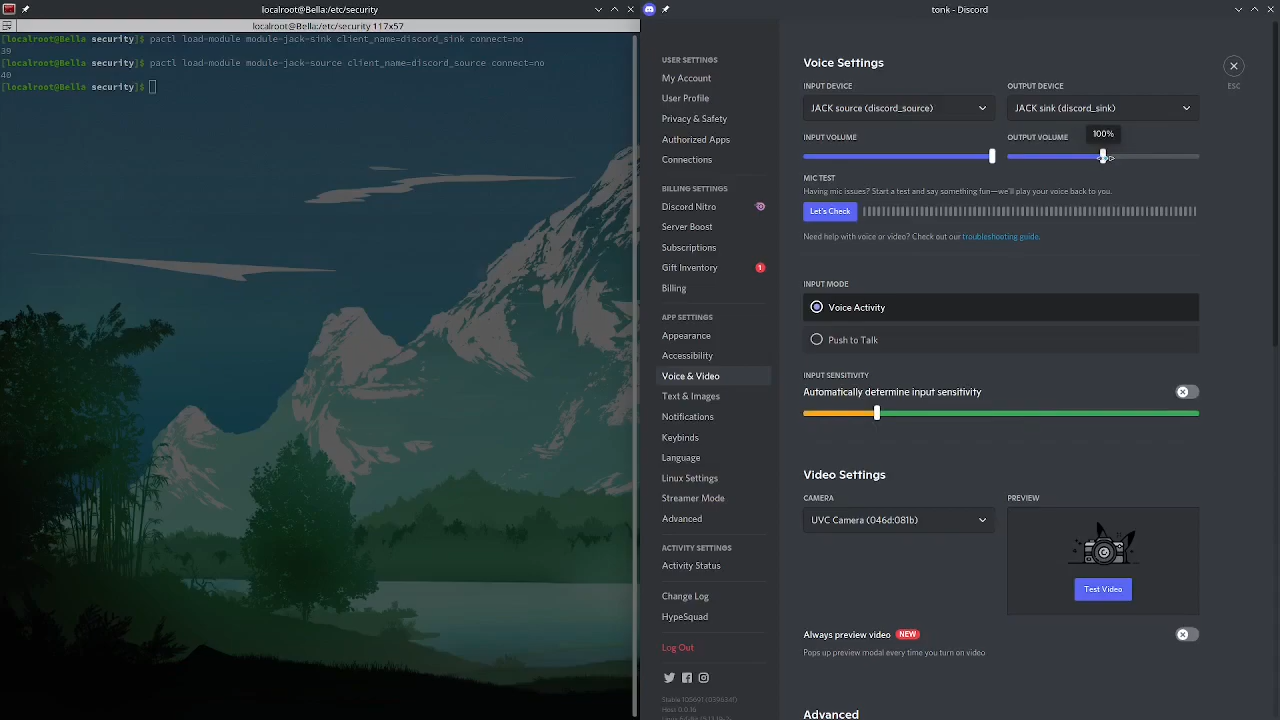 localroot@Bella:/etc/security
localroot@Bella:/etc/security 117x57
[localroot@Bella security]$ pactl load-module module-jack-sink client_name=discord_sink connect=no
39
[localroot@Bella security]$ pactl load-module module-jack-source client_name=discord_source connect=no
40
[localroot@Bella security]$
tonk - Discord
USER SETTINGS
My Account
User Profile
Privacy & Safety
Authorized Apps
Connections
BILLING SETTINGS
Discord Nitro
Server Boost
Subscriptions
Gift Inventory 1
Billing
APP SETTINGS
Appearance
Accessibility
Voice & Video
Text & Images
Notifications
Keybinds
Language
Linux Settings
Streamer Mode
Advanced
ACTIVITY SETTINGS
Activity Status
Change Log
HypeSquad
Log Out
Stable 105691 (0396341)
Host 0.0.16
Voice Settings
ESC
INPUT DEVICE
JACK source (discord_source)
OUTPUT DEVICE
JACK sink (discord_sink)
INPUT VOLUME
OUTPUT VOLUME
100%
MIC TEST
Having mic issues? Start a test and say something fun—we'll play your voice back to you.
Let's Check
Need help with voice or video? Check out our troubleshooting guide.
INPUT MODE
Voice Activity
Push to Talk
INPUT SENSITIVITY
Automatically determine input sensitivity
Video Settings
CAMERA
UVC Camera (046d:081b)
PREVIEW
Test Video
Always preview video NEW
Pops up preview modal every time you turn on video
Advanced